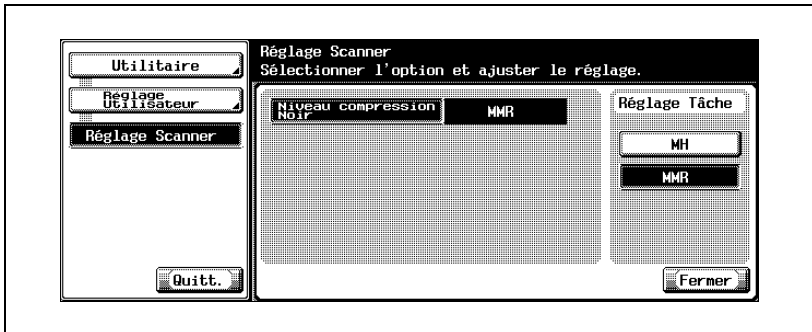 Utilitaire
Réglage
Utilisateur
Réglage Scanner
Quitt.
Réglage Scanner
Sélectionner l'option et ajuster le réglage.
Niveau compression
Noir
MMR
Réglage Tâche
MH
MMR
Fermer